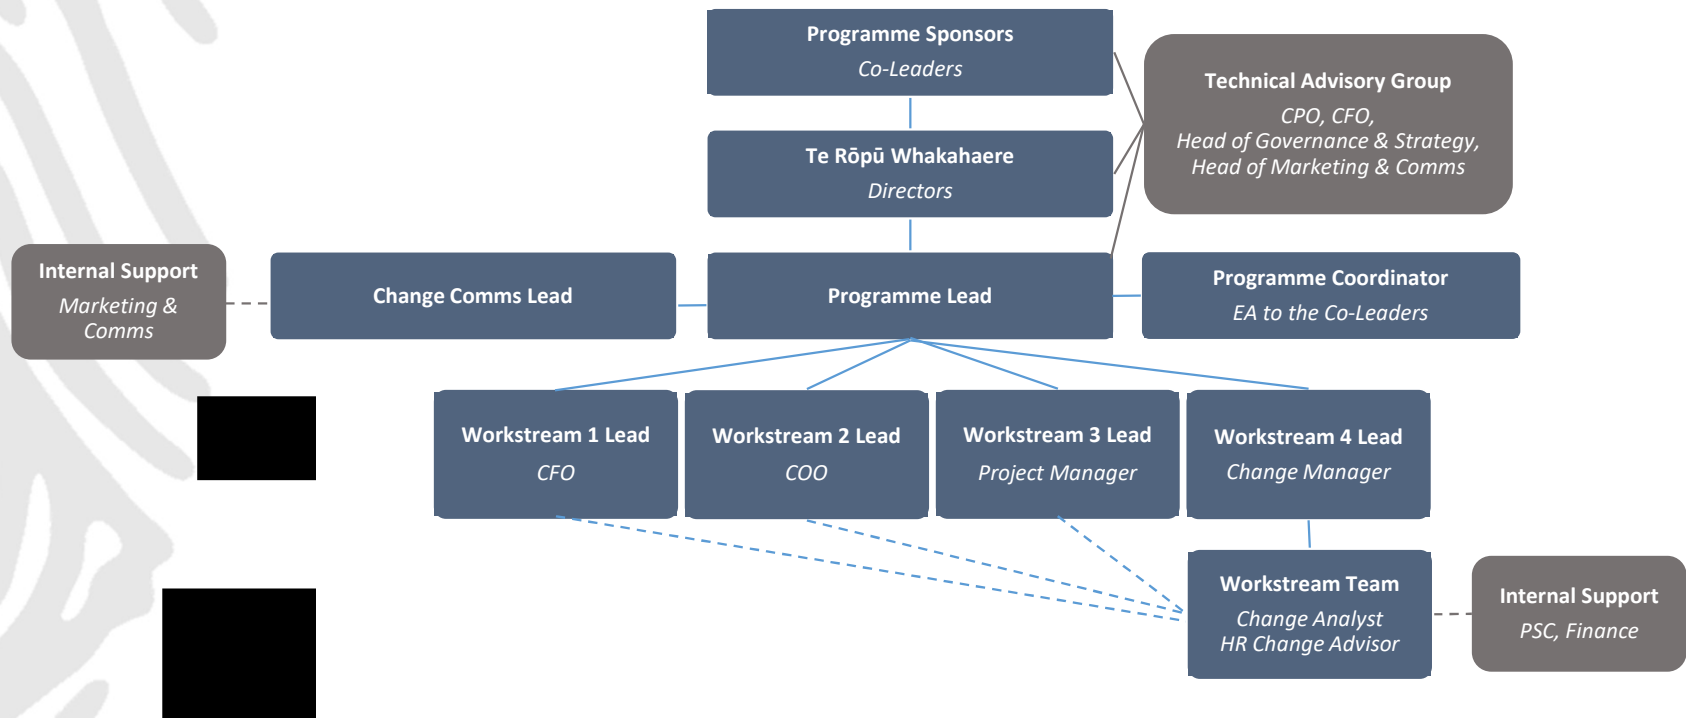 Programme Sponsors
Co-Leaders
Technical Advisory Group
CPO, CFO,
Head of Governance & Strategy,
Head of Marketing & Comms
Te Rōpū Whakahaere
Directors
Internal Support
Marketing &
Comms
Change Comms Lead
Programme Lead
Programme Coordinator
EA to the Co-Leaders
Workstream 1 Lead
CFO
Workstream 2 Lead
COO
Workstream 3 Lead
Project Manager
Workstream 4 Lead
Change Manager
Workstream Team
Change Analyst
HR Change Advisor
Internal Support
PSC, Finance